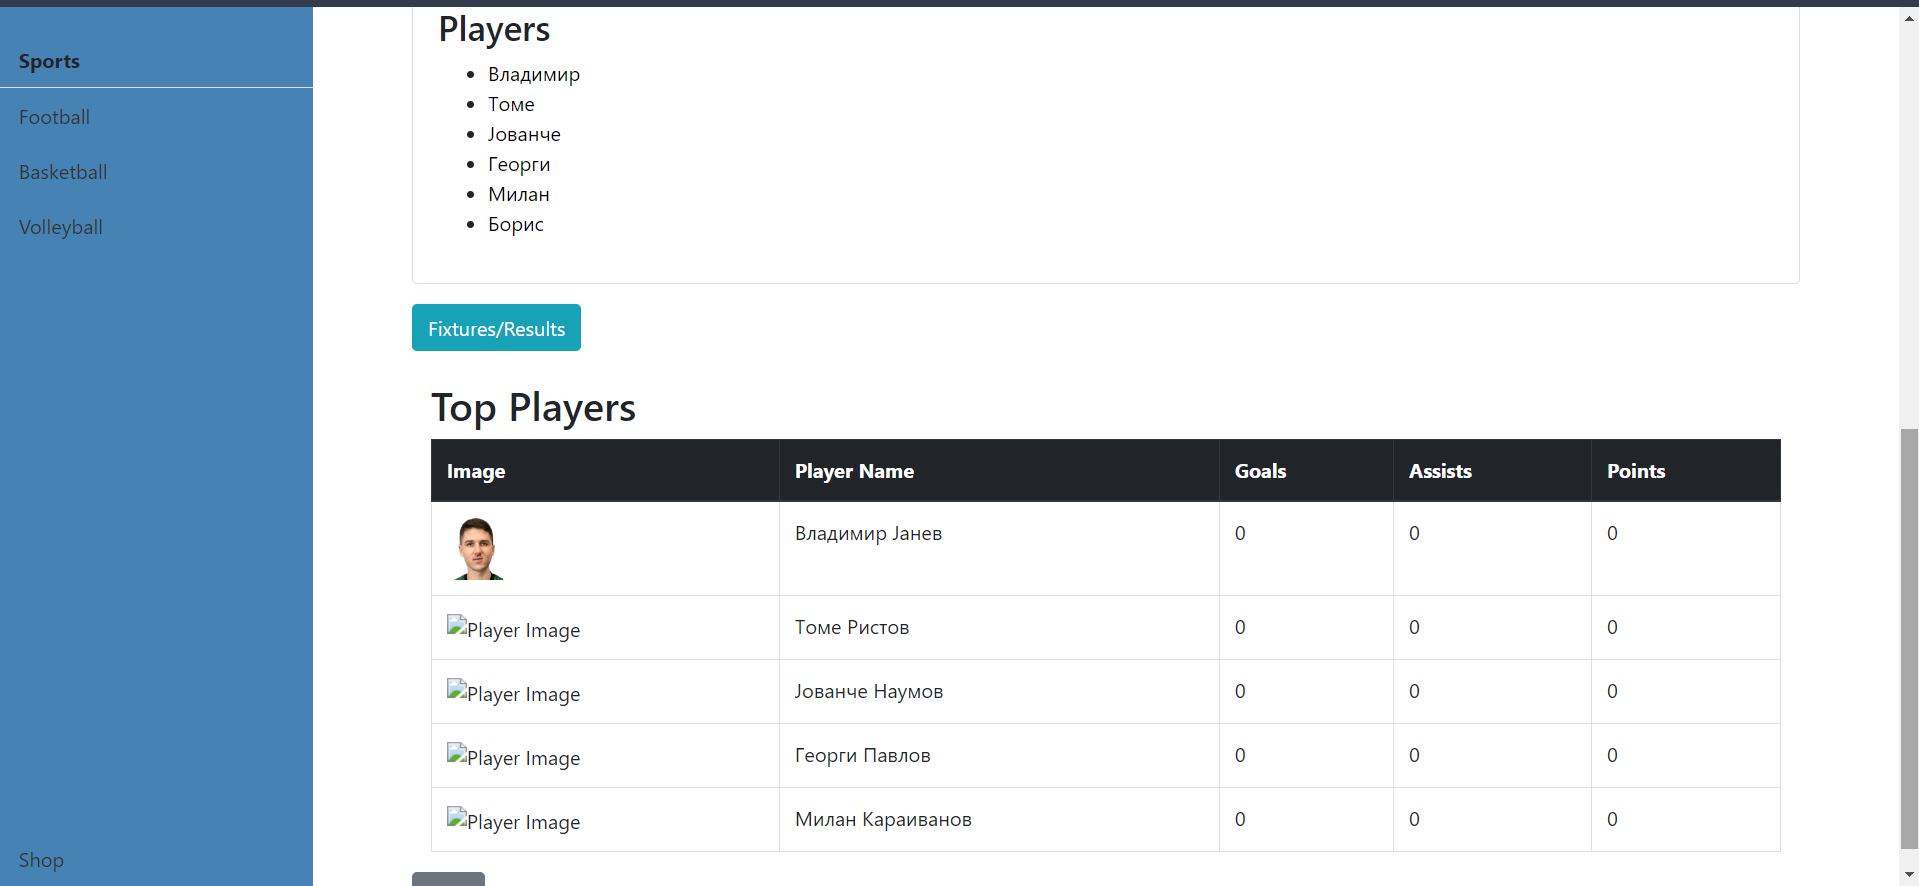 Sports
Football
Basketball
Volleyball
Shop
Players
Владимир
Томе
Јованче
Георги
Милан
Борис
Fixtures/Results
Top Players
Image Player Name Goals Assists Points
Владимир Јанев 0 0 0
Player Image Томе Ристов 0 0 0
Player Image Јованче Наумов 0 0 0
Player Image Георги Павлов 0 0 0
Player Image Милан Караиванов 0 0 0